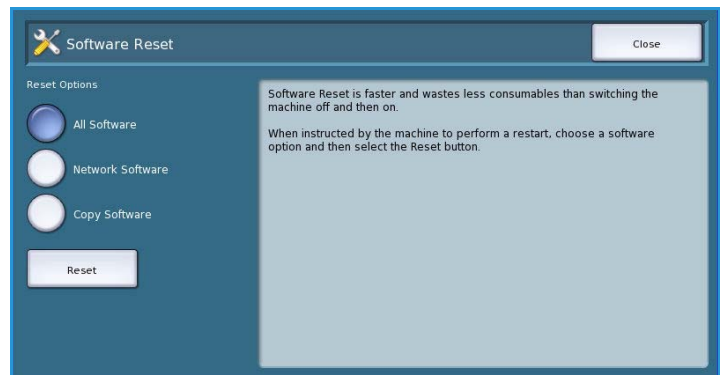 Software Reset
Close
Reset Options
All Software
Network Software
Copy Software
Reset
Software Reset is faster and wastes less consumables than switching the
machine off and then on.
When instructed by the machine to perform a restart, choose a software
option and then select the Reset button.